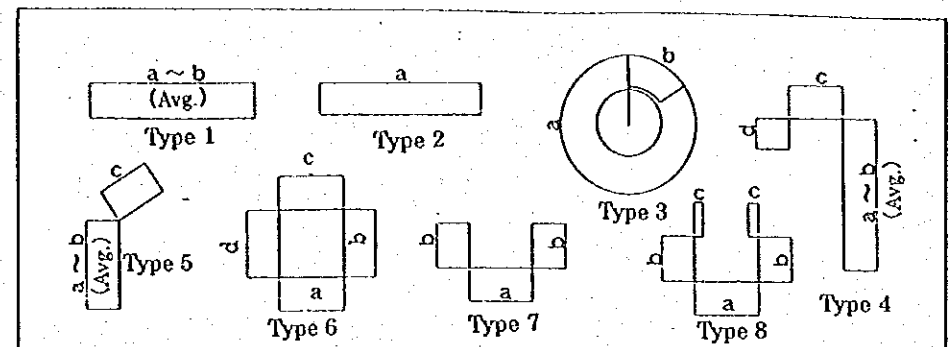 a ~ b
(Avg.)
Type 1
a
Type 2
a
b
Type 3
c
d
a ~ b
(Avg.)
Type 4
c
a ~ b
(Avg.)
Type 5
c
d
b
a
Type 6
b
b
a
Type 7
c
c
b
b
a
Type 8